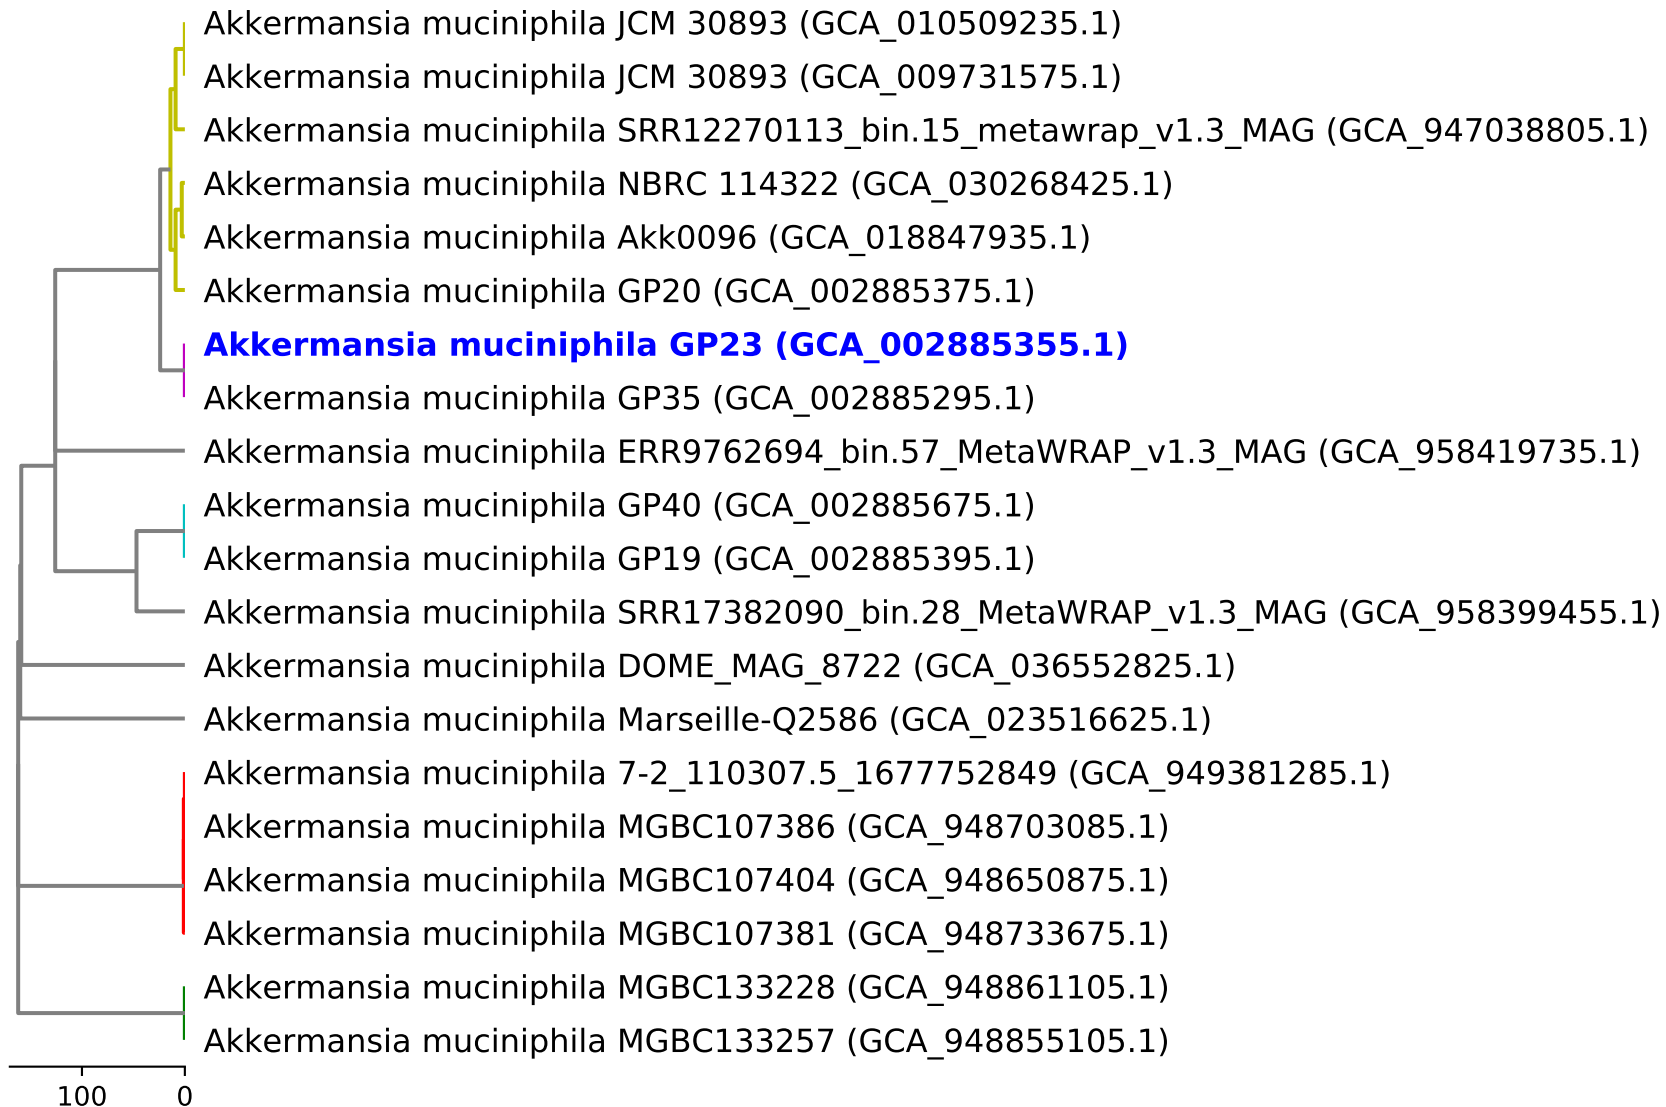 Akkermansia muciniphila JCM 30893 (GCA_010509235.1)
Akkermansia muciniphila JCM 30893 (GCA_009731575.1)
Akkermansia muciniphila SRR12270113_bin.15_metawrap_v1.3_MAG (GCA_947038805.1)
Akkermansia muciniphila NBRC 114322 (GCA_030268425.1)
Akkermansia muciniphila Akk0096 (GCA_018847935.1)
Akkermansia muciniphila GP20 (GCA_002885375.1)
Akkermansia muciniphila GP23 (GCA_002885355.1)
Akkermansia muciniphila GP35 (GCA_002885295.1)
Akkermansia muciniphila ERR9762694_bin.57_MetaWRAP_v1.3_MAG (GCA_958419735.1)
Akkermansia muciniphila GP40 (GCA_002885675.1)
Akkermansia muciniphila GP19 (GCA_002885395.1)
Akkermansia muciniphila SRR17382090_bin.28_MetaWRAP_v1.3_MAG (GCA_958399455.1)
Akkermansia muciniphila DOME_MAG_8722 (GCA_036552825.1)
Akkermansia muciniphila Marseille-Q2586 (GCA_023516625.1)
Akkermansia muciniphila 7-2_110307.5_1677752849 (GCA_949381285.1)
Akkermansia muciniphila MGBC107386 (GCA_948703085.1)
Akkermansia muciniphila MGBC107404 (GCA_948650875.1)
Akkermansia muciniphila MGBC107381 (GCA_948733675.1)
Akkermansia muciniphila MGBC133228 (GCA_948861105.1)
Akkermansia muciniphila MGBC133257 (GCA_948855105.1)
100 0